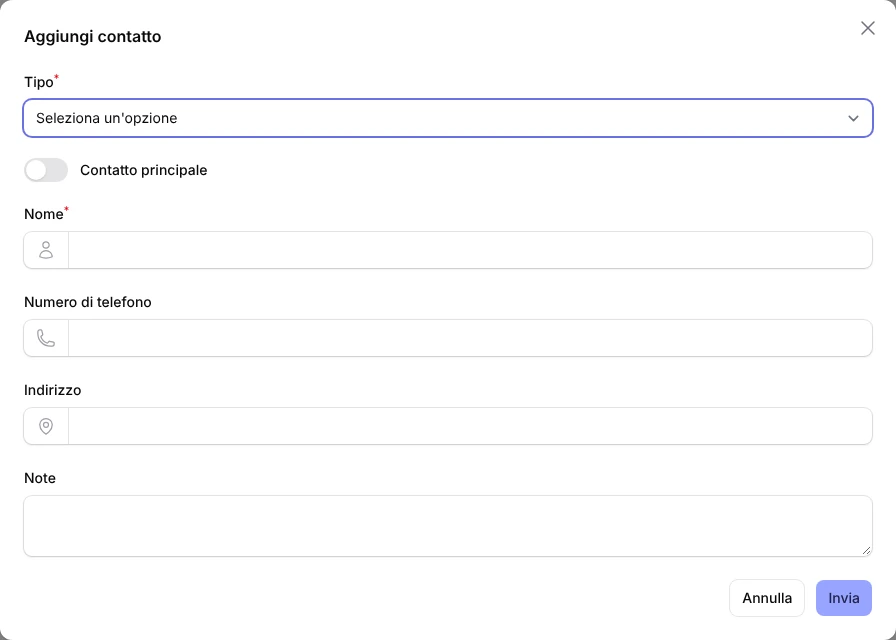 Aggiungi contatto
Tipo*
Seleziona un'opzione
Contatto principale
Nome*
Numero di telefono
Indirizzo
Note
Annulla Invia